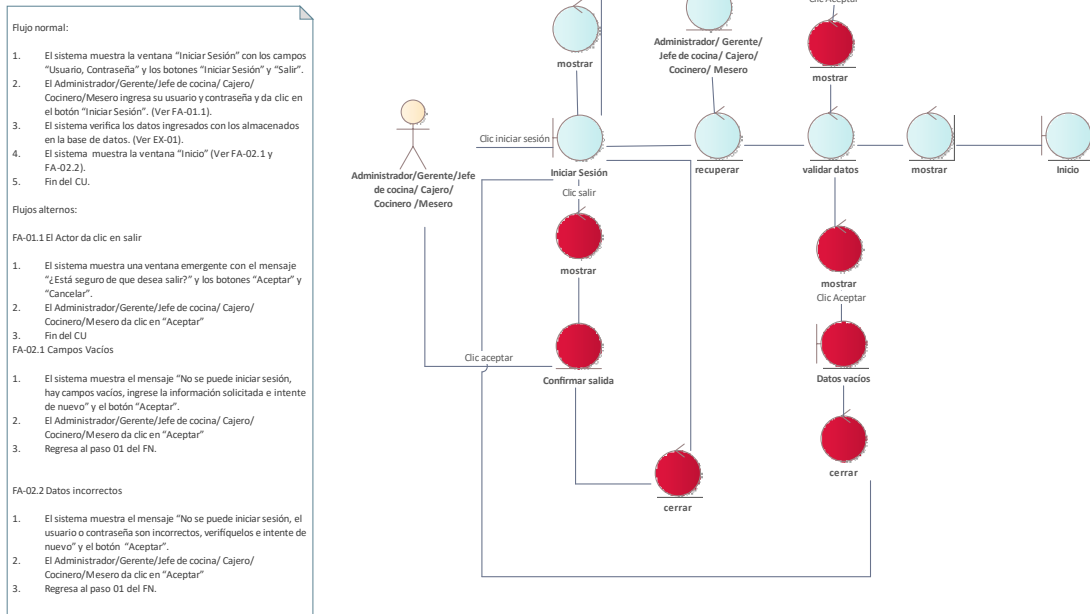 Flujo normal:
1. El sistema muestra la ventana “Iniciar Sesión” con los campos
“Usuario, Contraseña” y los botones “Iniciar Sesión” y “Salir”.
2. El Administrador/Gerente/Jefe de cocina/ Cajero/
Cocinero/Mesero ingresa su usuario y contraseña y da clic en
el botón “Iniciar Sesión”. (Ver FA-01.1).
3. El sistema verifica los datos ingresados con los almacenados
en la base de datos. (Ver EX-01).
4. El sistema muestra la ventana “Inicio” (Ver FA-02.1 y
FA-02.2).
5. Fin del CU.
Flujos alternos:
FA-01.1 El Actor da clic en salir
1. El sistema muestra una ventana emergente con el mensaje
“¿Está seguro de que desea salir?” y los botones “Aceptar” y
“Cancelar”.
2. El Administrador/Gerente/Jefe de cocina/ Cajero/
Cocinero/Mesero da clic en “Aceptar”
3. Fin del CU
FA-02.1 Campos Vacíos
1. El sistema muestra el mensaje “No se puede iniciar sesión,
hay campos vacíos, ingrese la información solicitada e intente
de nuevo” y el botón “Aceptar”.
2. El Administrador/Gerente/Jefe de cocina/ Cajero/
Cocinero/Mesero da clic en “Aceptar”
3. Regresa al paso 01 del FN.
FA-02.2 Datos incorrectos
1. El sistema muestra el mensaje “No se puede iniciar sesión, el
usuario o contraseña son incorrectos, verifíquelos e intente de
nuevo” y el botón “Aceptar”.
2. El Administrador/Gerente/Jefe de cocina/ Cajero/
Cocinero/Mesero da clic en “Aceptar”
3. Regresa al paso 01 del FN.
Clic Aceptar
mostrar
Administrador/ Gerente/
Jefe de cocina/ Cajero/
Cocinero/ Mesero
mostrar
Clic iniciar sesión
Administrador/Gerente/Jefe
de cocina/ Cajero/
Cocinero /Mesero
Iniciar Sesión
recuperar
validar datos
mostrar
Inicio
Clic salir
mostrar
mostrar
Clic Aceptar
Clic aceptar
Confirmar salida
Datos vacíos
cerrar
cerrar